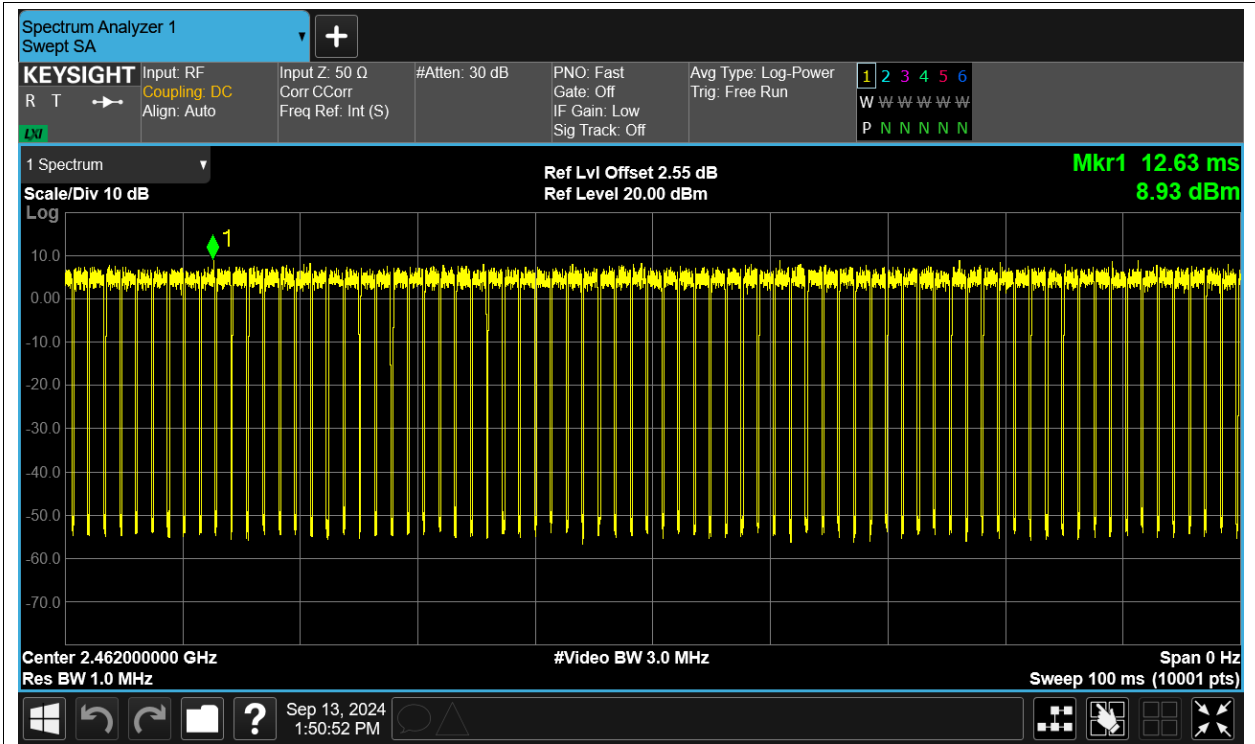 Spectrum Analyzer 1
Swept SA
KEYSIGHT
R T
LXI
Input: RF
Coupling: DC
Align: Auto
Input Z: 50 Ω
Corr CCorr
Freq Ref: Int (S)
#Atten: 30 dB
PNO: Fast
Gate: Off
IF Gain: Low
Sig Track: Off
Avg Type: Log-Power
Trig: Free Run
1 2 3 4 5 6
W W W W W W
P N N N N N
1 Spectrum
Scale/Div 10 dB
Log
Ref Lvl Offset 2.55 dB
Ref Level 20.00 dBm
Mkr1 12.63 ms
8.93 dBm
1
10.0
0.00
-10.0
-20.0
-30.0
-40.0
-50.0
-60.0
-70.0
Center 2.462000000 GHz
Res BW 1.0 MHz
#Video BW 3.0 MHz
Span 0 Hz
Sweep 100 ms (10001 pts)
?
Sep 13, 2024
1:50:52 PM